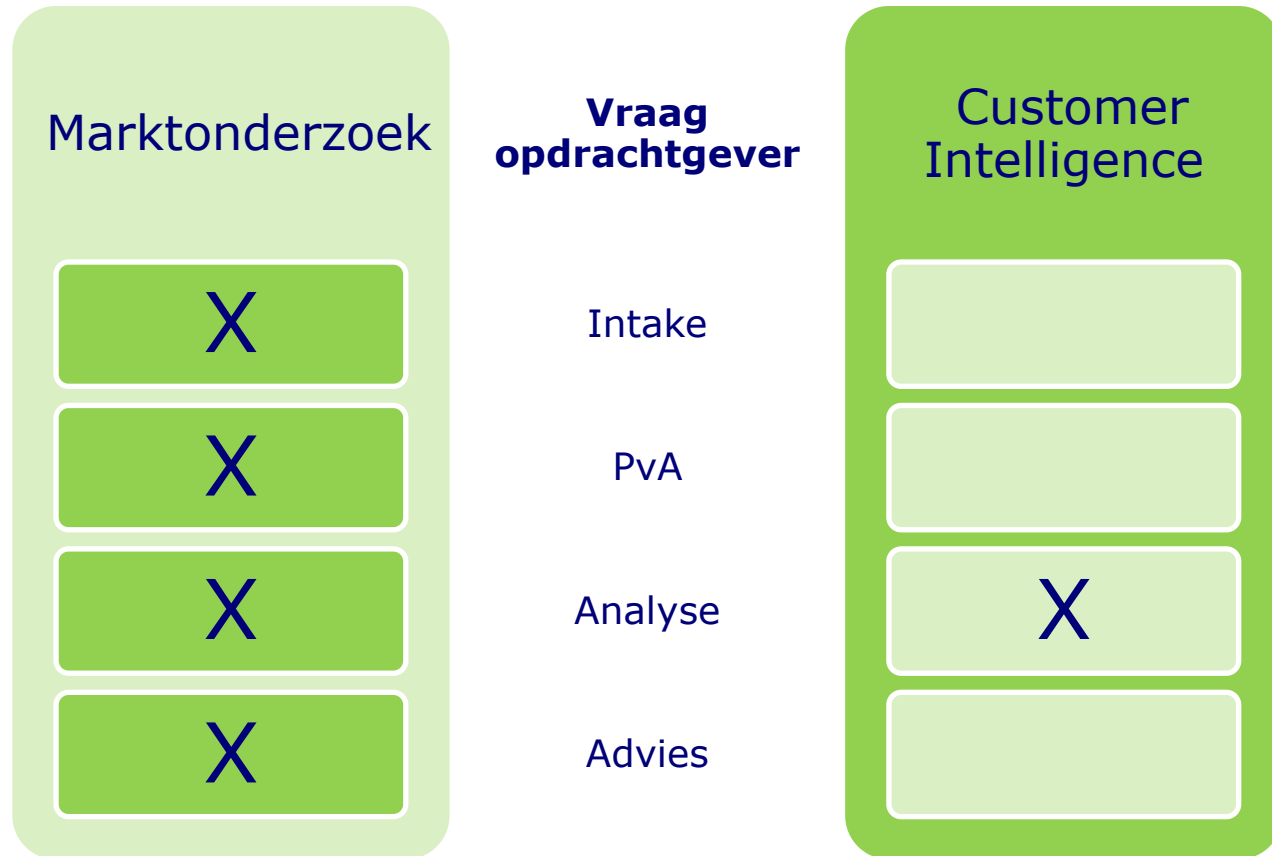 Marktonderzoek
Vraag
opdrachtgever
Customer
Intelligence
X
Intake
X
PvA
X
Analyse
X
X
Advies